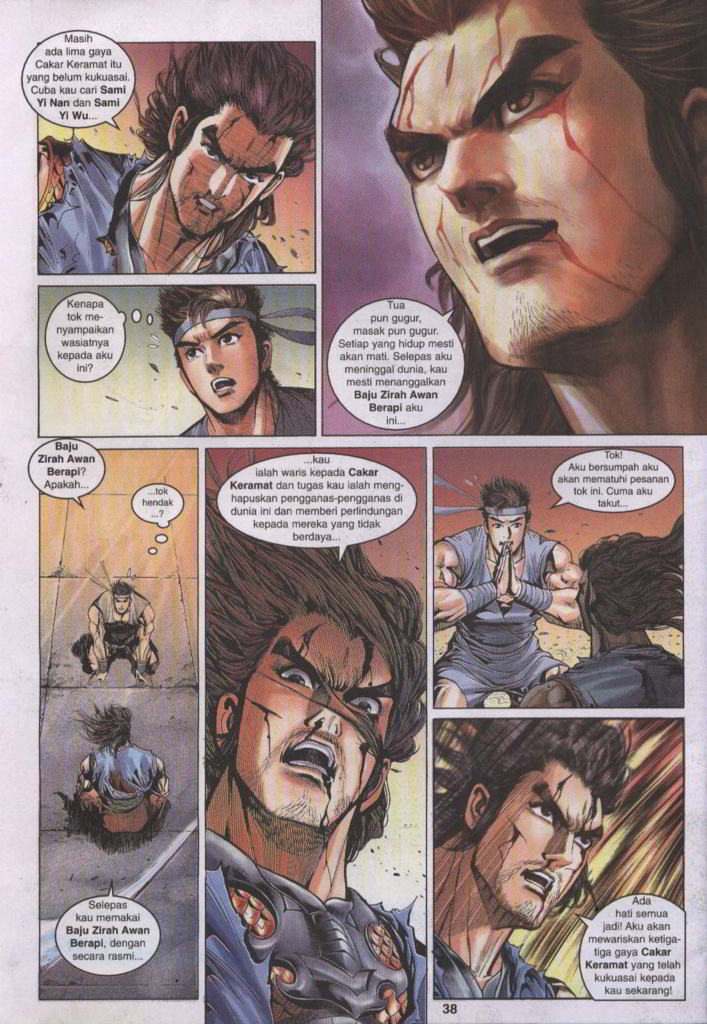 Masih
ada lima gaya
Cakar Keramat itu
yang belum kukuasai.
Cuba kau cari Sami
Yi Nan dan Sami
Yi Wu...
Tua
pun gugur,
masak pun gugur.
Setiap yang hidup mesti
akan mati. Selepas aku
meninggal dunia, kau
mesti menanggalkan
Baju Zirah Awan
Berapi aku
ini...
Kenapa
tok me-
nyampaikan
wasiatnya
kepada aku
ini?
Baju
Zirah Awan
Berapi?
Apakah...
...tok
hendak
...?
Selepas
kau memakai
Baju Zirah Awan
Berapi, dengan
secara rasmi...
...kau
ialah waris kepada Cakar
Keramat dan tugas kau ialah meng-
hapuskan pengganas-pengganas di
dunia ini dan memberi perlindungan
kepada mereka yang tidak
berdaya...
Tok!
Aku bersumpah aku
akan mematuhi pesanan
tok ini. Cuma aku
takut...
Ada
hati semua
jadi! Aku akan
mewariskan ketiga-
tiga gaya Cakar
Keramat yang telah
kukuasai kepada
kau sekarang!
38